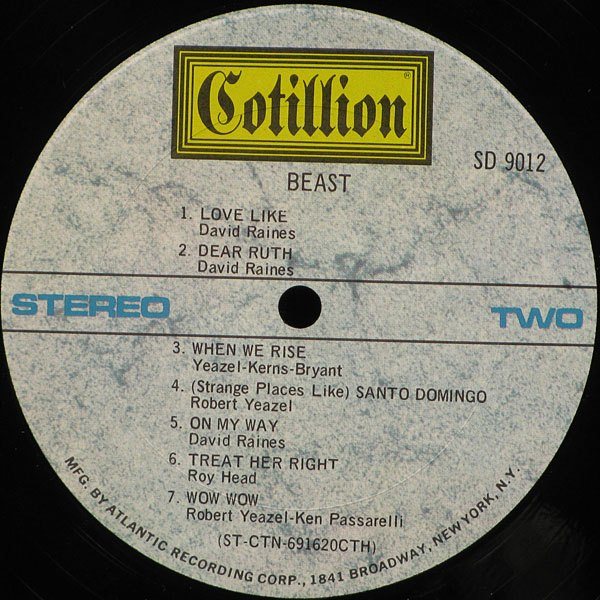 Cotillion®
SD 9012
BEAST
1. LOVE LIKE
David Raines
2. DEAR RUTH
David Raines
STEREO
TWO
3. WHEN WE RISE
Yeazel-Kerns-Bryant
4. (Strange Places Like) SANTO DOMINGO
Robert Yeazel
5. ON MY WAY
David Raines
6. TREAT HER RIGHT
Roy Head
7. WOW WOW
Robert Yeazel-Ken Passarelli
(ST-CTN-691620CTH)
MFG. BY ATLANTIC RECORDING CORP., 1841 BROADWAY, NEW YORK, N.Y.